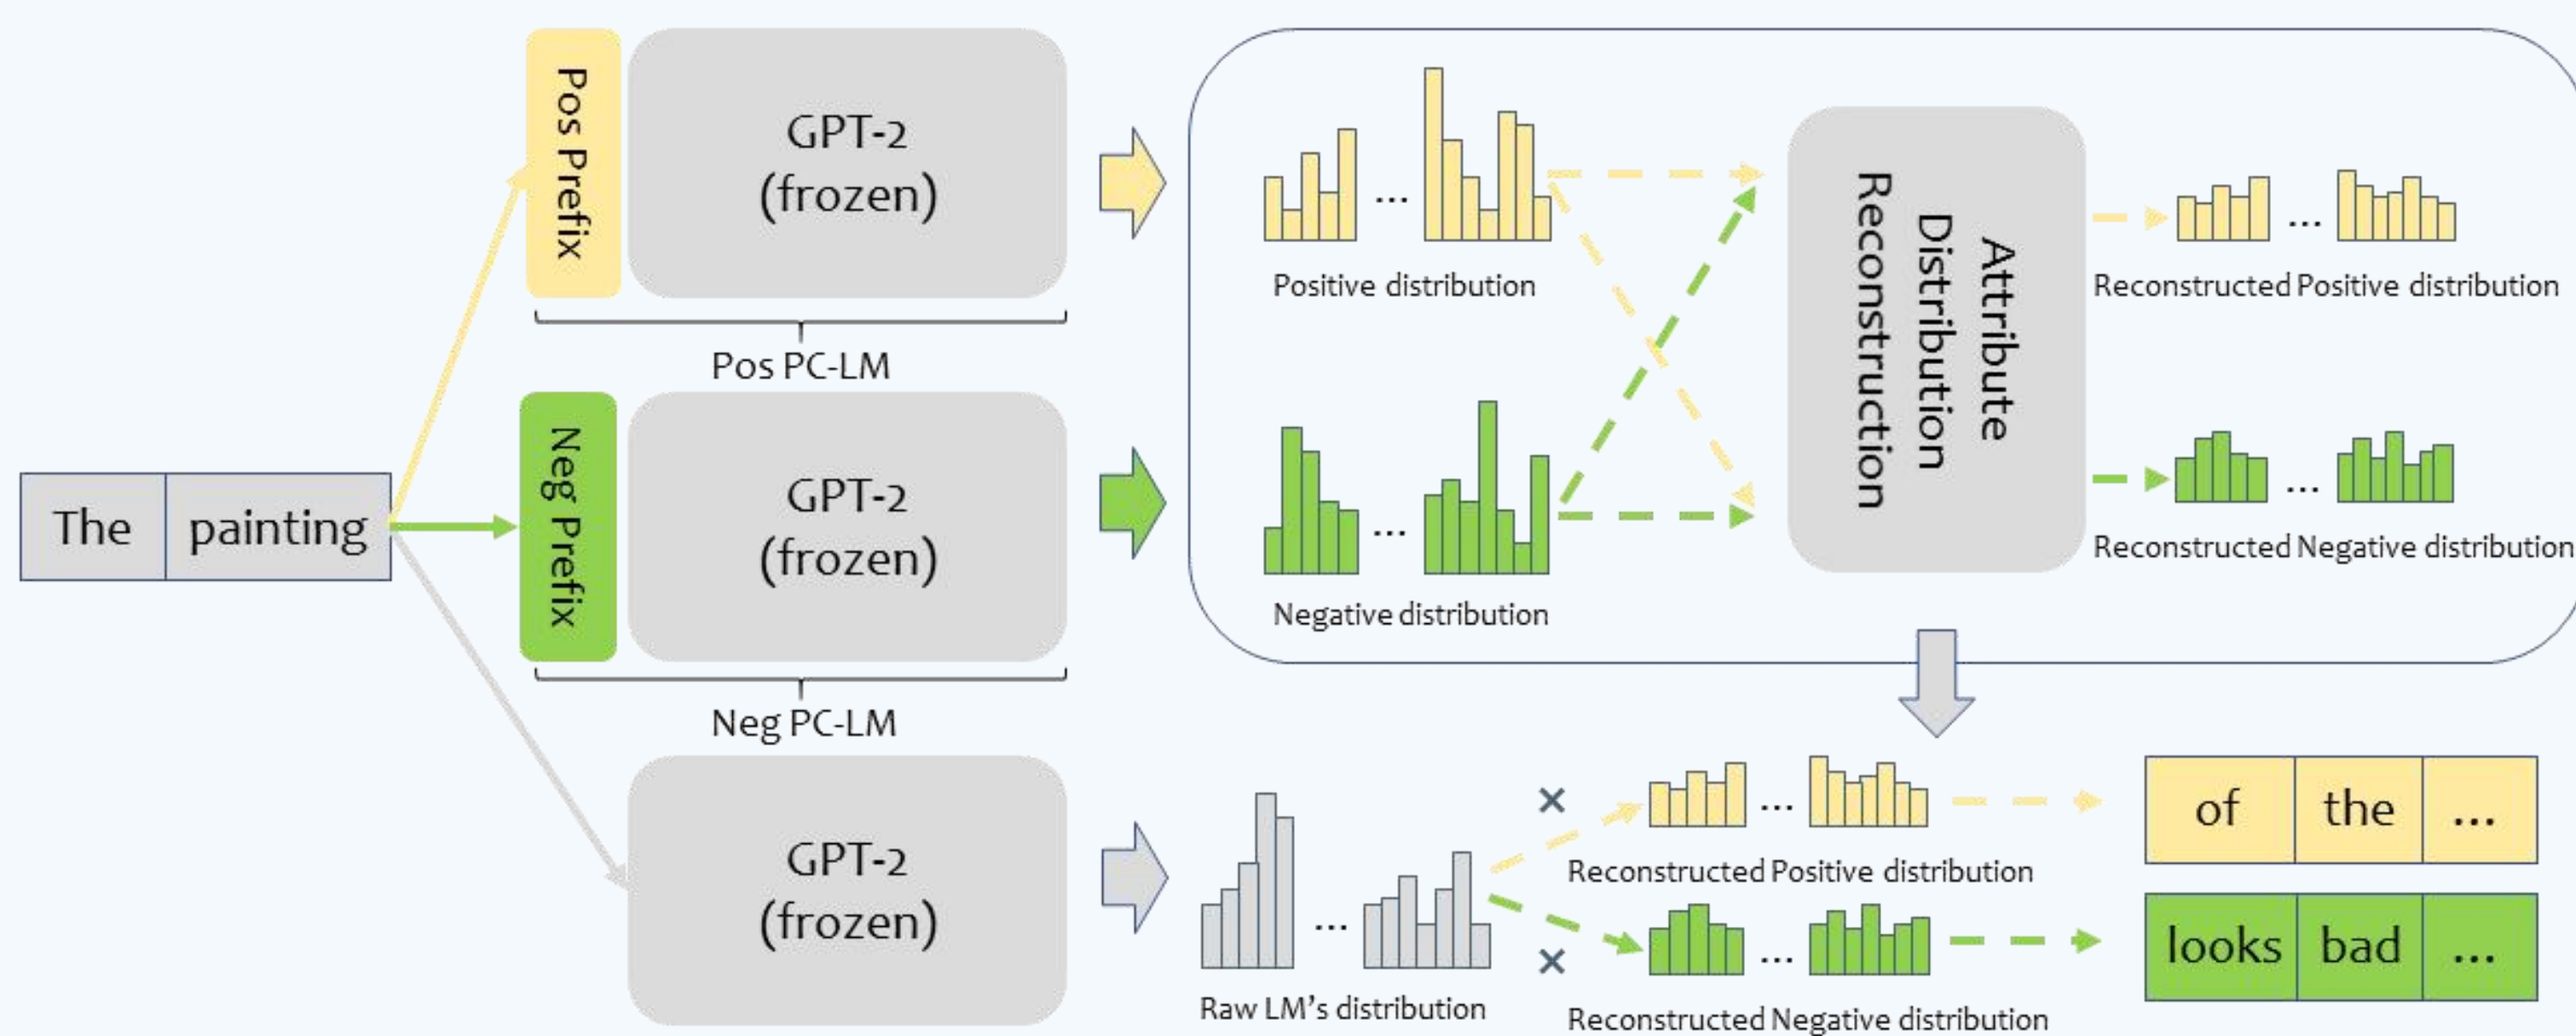 Pos Prefix
GPT-2
(frozen)
Pos PC-LM
Neg Prefix
GPT-2
(frozen)
Neg PC-LM
The painting
GPT-2
(frozen)
...
Positive distribution
...
Negative distribution
Attribute
Distribution
Reconstruction
...
Reconstructed Positive distribution
...
Reconstructed Negative distribution
...
Raw LM's distribution
×
...
Reconstructed Positive distribution
×
...
Reconstructed Negative distribution
of the ...
looks bad ...